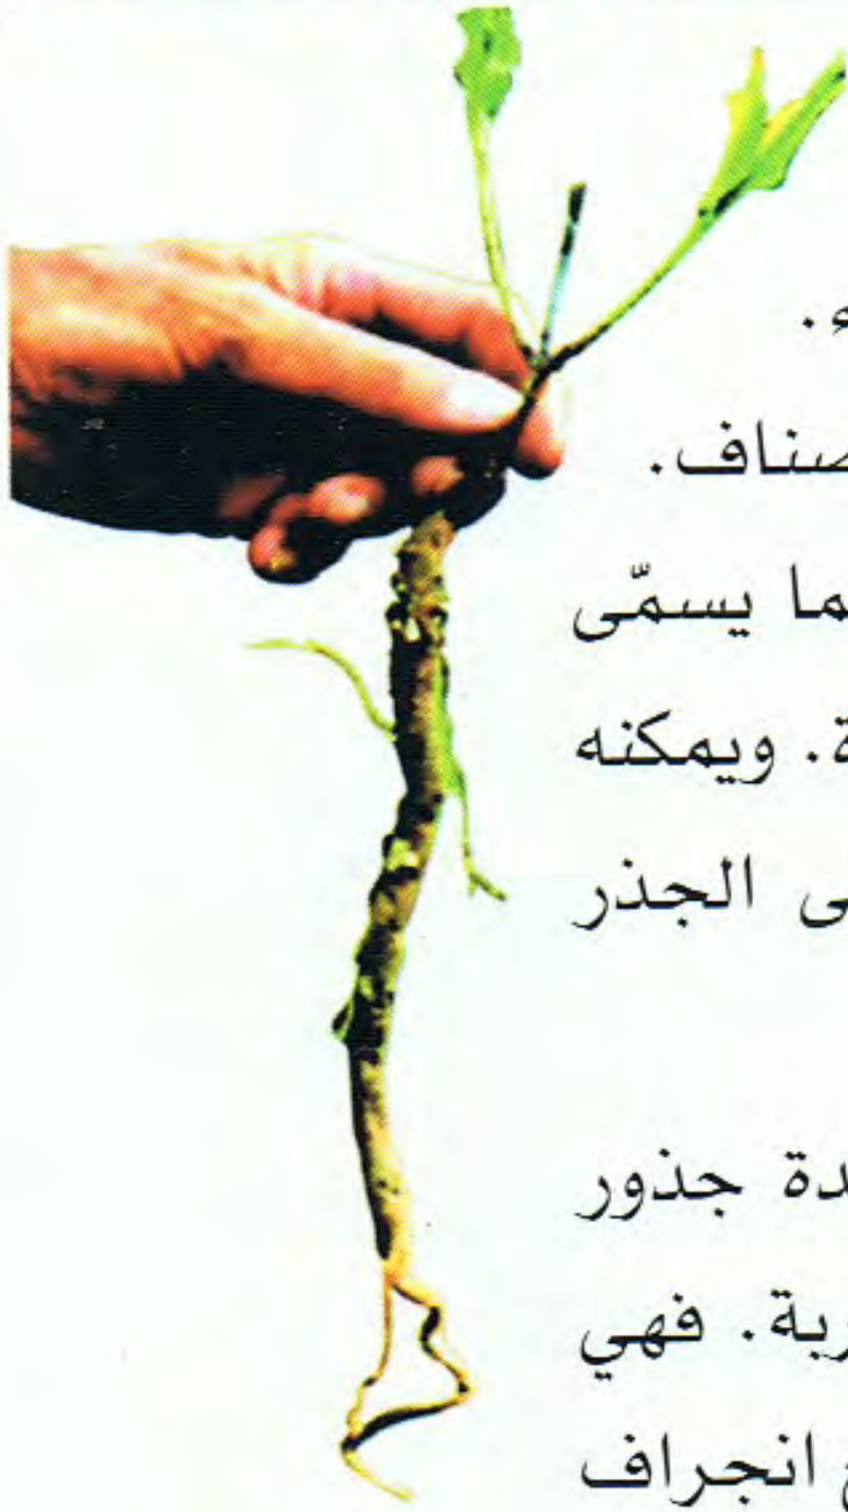 ء.
صناف.
ما يسمّى
ة. ويمكنه
ى الجذر
دة جذور
ربة. فهي
ع انجراف